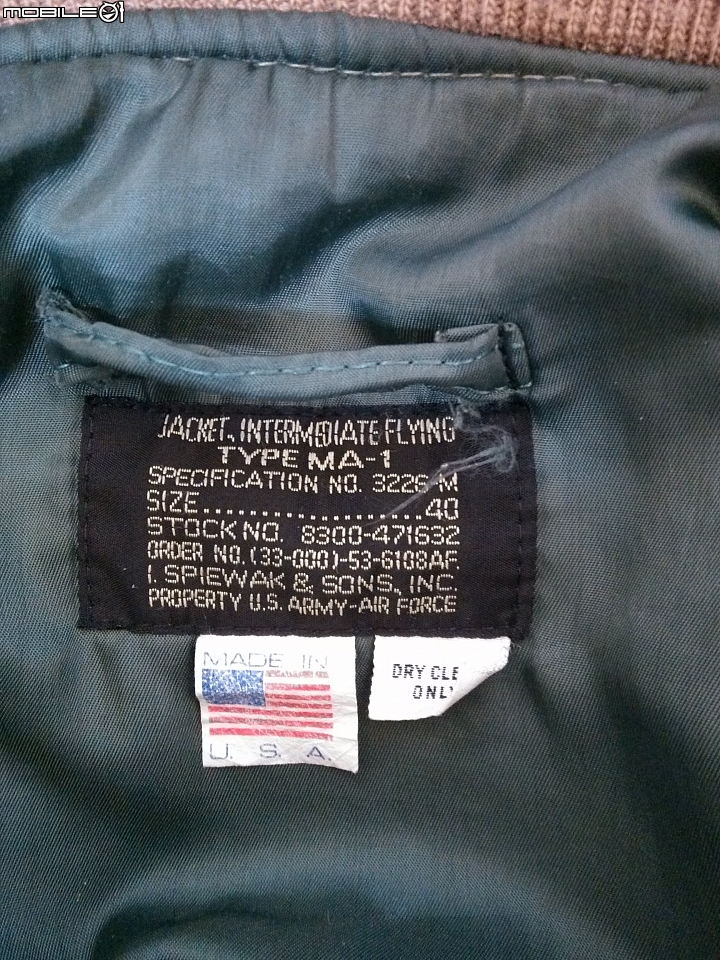 MOBILE01
JACKET, INTERMEDIATE FLYING
TYPE MA-1
SPECIFICATION NO. 3226-M
SIZE....................40
STOCK NO. 8300-471632
ORDER NO. (33-000)-53-6108AF
I. SPIEWAK & SONS, INC.
PROPERTY U.S. ARMY-AIR FORCE
MADE IN
U. S. A.
DRY CLE
ONLY